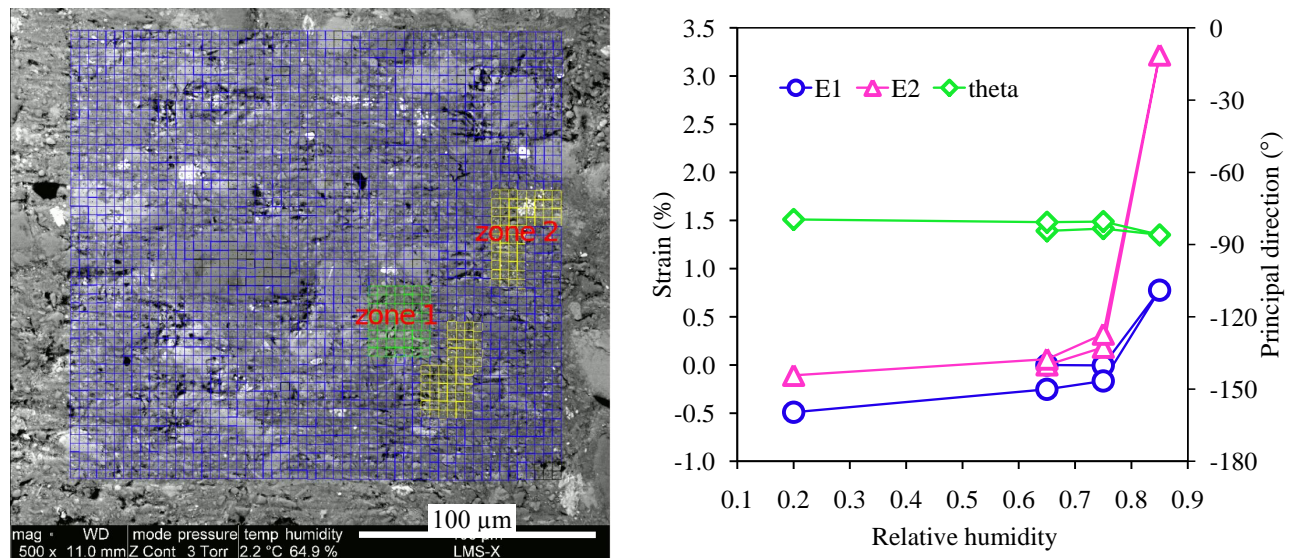 zone 2
zone 1
100 µm
mag WD mode pressure temp humidity
500 x 11.0 mm Z Cont 3 Torr 2.2 °C 64.9 % LMS-X
E1 E2 theta
Strain (%)
3.5
3.0
2.5
2.0
1.5
1.0
0.5
0.0
-0.5
-1.0
0.1 0.2 0.3 0.4 0.5 0.6 0.7 0.8 0.9
Relative humidity
0
-30
-60
-90
-120
-150
-180
Principal direction (°)